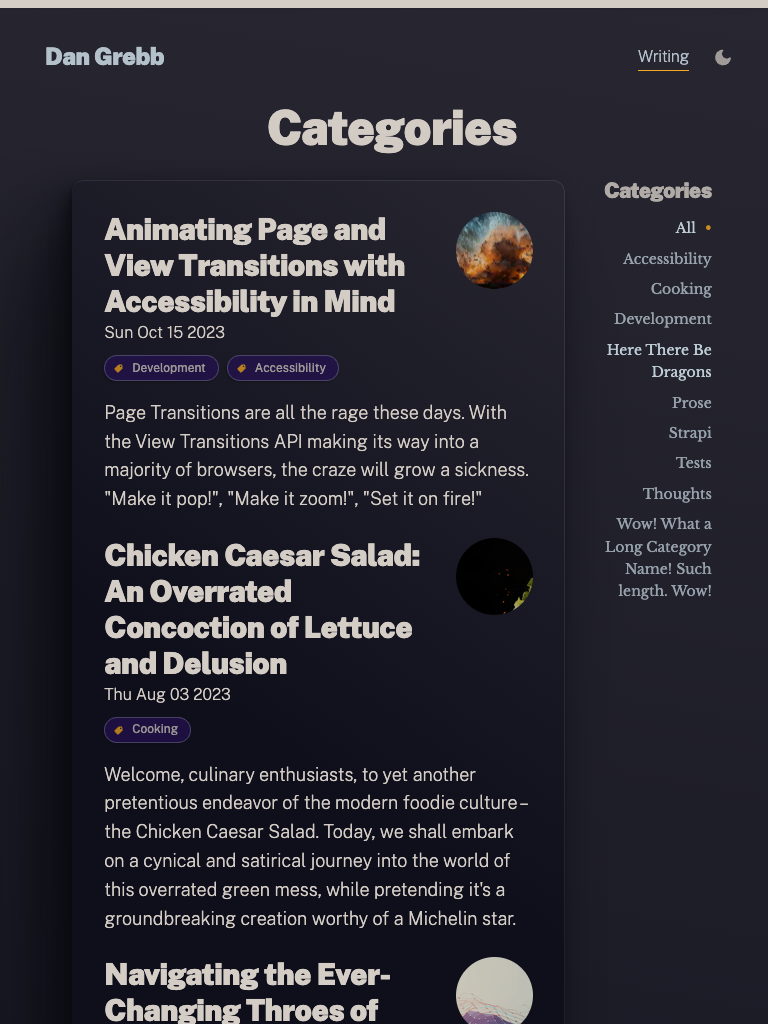 Dan Grebb
Writing
Categories
Animating Page and
View Transitions with
Accessibility in Mind
Sun Oct 15 2023
Development
Accessibility
Page Transitions are all the rage these days. With
the View Transitions API making its way into a
majority of browsers, the craze will grow a sickness.
"Make it pop!", "Make it zoom!", "Set it on fire!"
Chicken Caesar Salad:
An Overrated
Concoction of Lettuce
and Delusion
Thu Aug 03 2023
Cooking
Welcome, culinary enthusiasts, to yet another
pretentious endeavor of the modern foodie culture–
the Chicken Caesar Salad. Today, we shall embark
on a cynical and satirical journey into the world of
this overrated green mess, while pretending it's a
groundbreaking creation worthy of a Michelin star.
Navigating the Ever-
Changing Throes of
Categories
All
Accessibility
Cooking
Development
Here There Be
Dragons
Prose
Strapi
Tests
Thoughts
Wow! What a
Long Category
Name! Such
length. Wow!